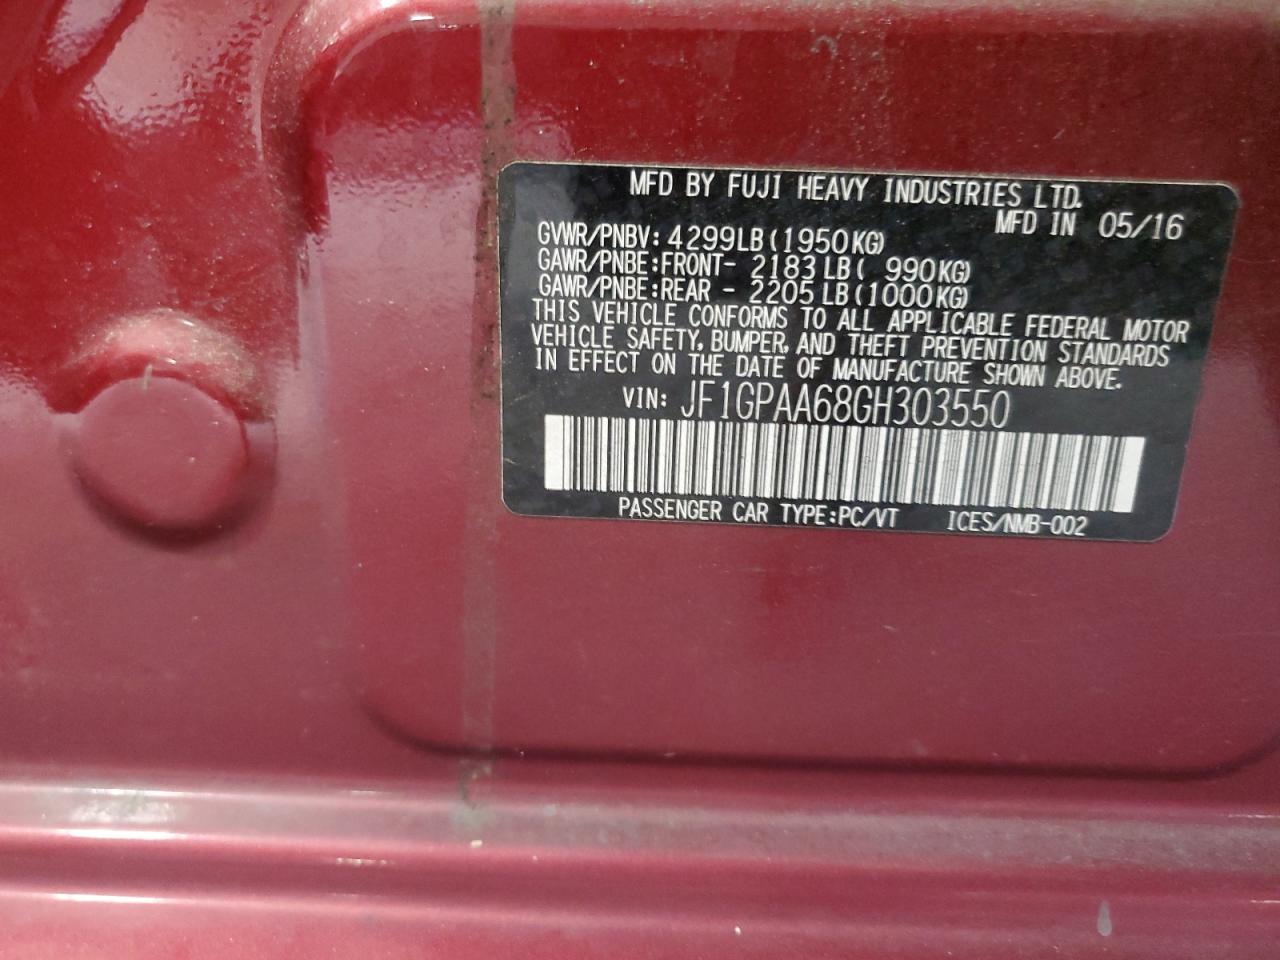 MFD BY FUJI HEAVY INDUSTRIES LTD.
MFD IN 05/16
GVWR/PNBV: 4299LB(1950KG)
GAWR/PNBE:FRONT- 2183LB( 990KG)
GAWR/PNBE:REAR - 2205LB(1000KG)
THIS VEHICLE CONFORMS TO ALL APPLICABLE FEDERAL MOTOR
VEHICLE SAFETY, BUMPER, AND THEFT PREVENTION STANDARDS
IN EFFECT ON THE DATE OF MANUFACTURE SHOWN ABOVE.
VIN: JF1GPAA68GH303550
PASSENGER CAR TYPE:PC/VT ICES/NMB-002